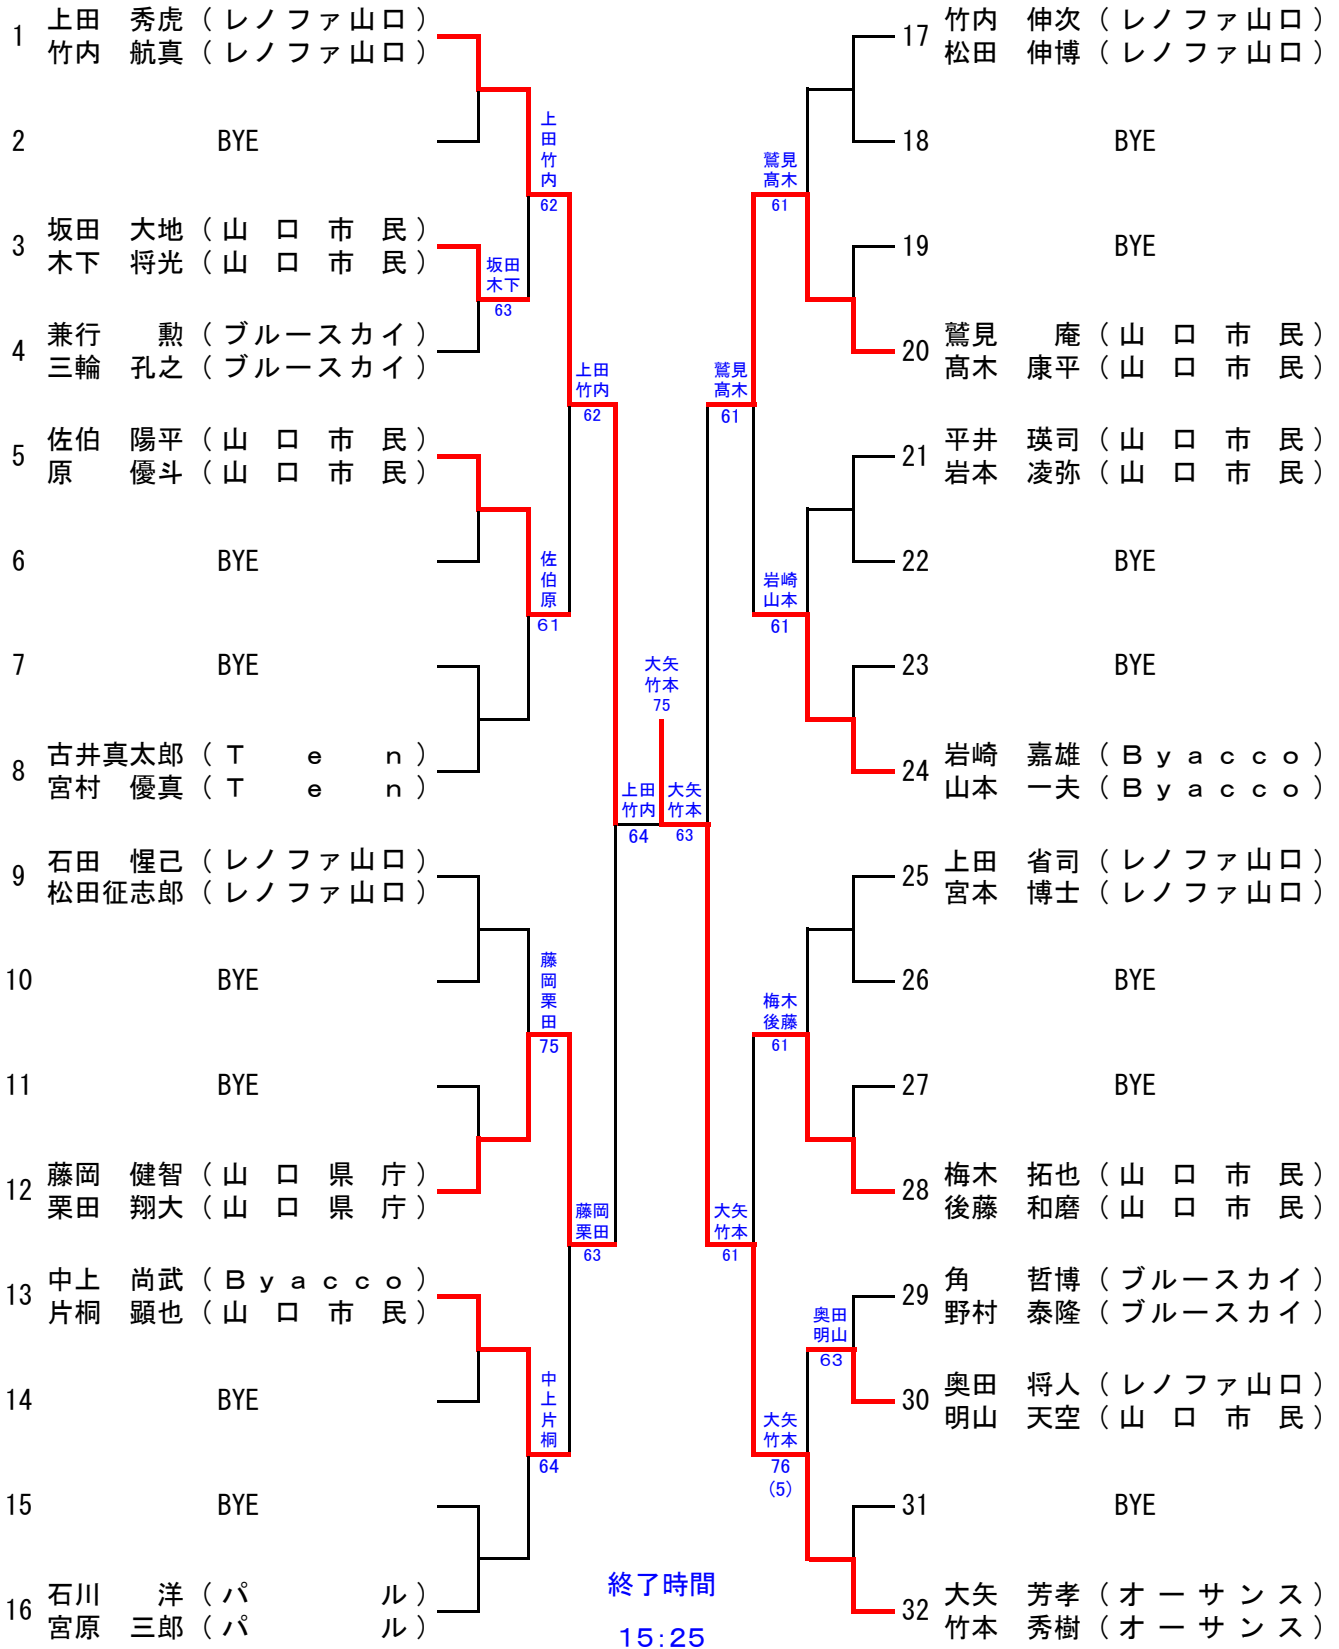 1 上田 秀虎 (レノファ山口)
竹内 航真 (レノファ山口)
2 BYE
3 坂田 大地 (山口市民)
木下 将光 (山口市民)
4 兼行 勲 (ブルースカイ)
三輪 孔之 (ブルースカイ)
5 佐伯 陽平 (山口市民)
原 優斗 (山口市民)
6 BYE
7 BYE
8 古井真太郎 (Ten)
宮村 優真 (Ten)
9 石田 惺己 (レノファ山口)
松田征志郎 (レノファ山口)
10 BYE
11 BYE
12 藤岡 健智 (山口県庁)
栗田 翔大 (山口県庁)
13 中上 尚武 (Byacco)
片桐 顕也 (山口市民)
14 BYE
15 BYE
16 石川 洋 (パル)
宮原 三郎 (パル)
上田竹内
62
坂田
木下
63
上田
竹内
62
佐伯原
61
藤岡栗田
75
藤岡
栗田
63
中上片桐
64
上田
竹内
64
大矢
竹本
75
大矢
竹本
63
鷲見
髙木
61
鷲見
髙木
61
岩崎
山本
61
梅木
後藤
61
大矢
竹本
61
奥田
明山
63
大矢
竹本
76
(5)
17 竹内 伸次 (レノファ山口)
松田 伸博 (レノファ山口)
18 BYE
19 BYE
20 鷲見 庵 (山口市民)
髙木 康平 (山口市民)
21 平井 瑛司 (山口市民)
岩本 凌弥 (山口市民)
22 BYE
23 BYE
24 岩崎 嘉雄 (Byacco)
山本 一夫 (Byacco)
25 上田 省司 (レノファ山口)
宮本 博士 (レノファ山口)
26 BYE
27 BYE
28 梅木 拓也 (山口市民)
後藤 和磨 (山口市民)
29 角 哲博 (ブルースカイ)
野村 泰隆 (ブルースカイ)
30 奥田 将人 (レノファ山口)
明山 天空 (山口市民)
31 BYE
32 大矢 芳孝 (オーサンス)
竹本 秀樹 (オーサンス)
終了時間
15:25